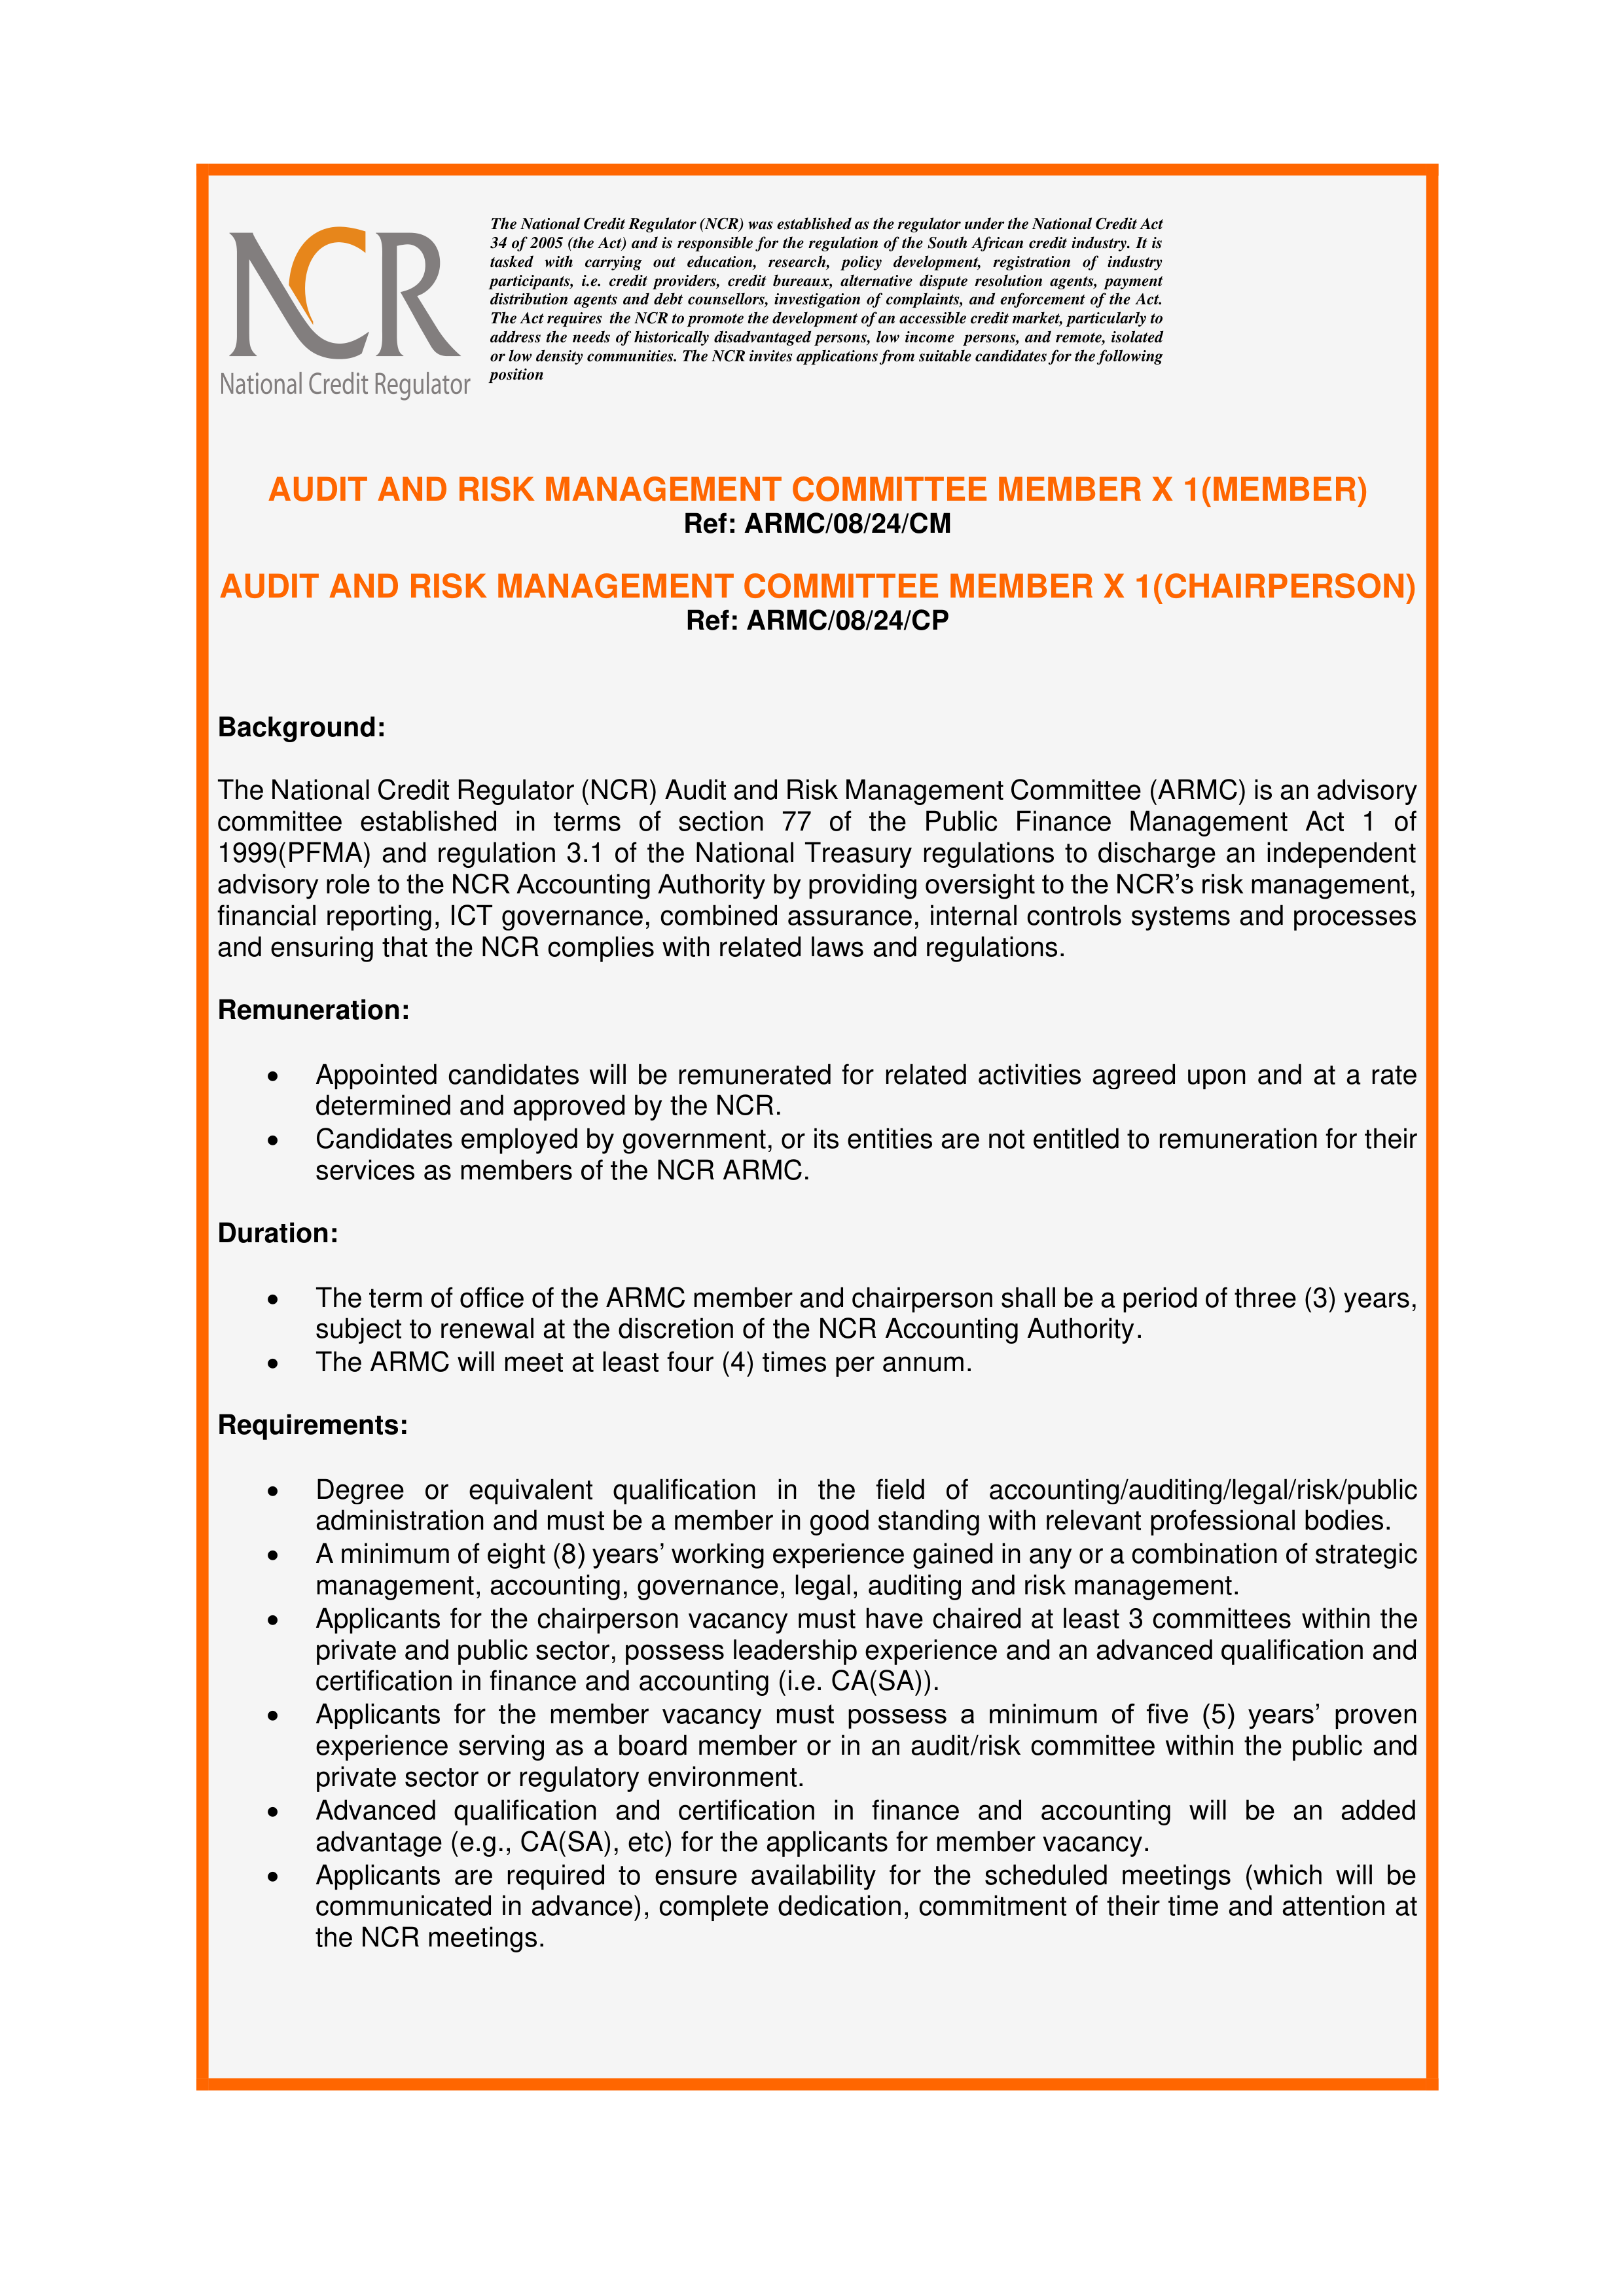 NCR
National Credit Regulator
The National Credit Regulator (NCR) was established as the regulator under the National Credit Act
34 of 2005 (the Act) and is responsible for the regulation of the South African credit industry. It is
tasked with carrying out education, research, policy development, registration of industry
participants, i.e. credit providers, credit bureaux, alternative dispute resolution agents, payment
distribution agents and debt counsellors, investigation of complaints, and enforcement of the Act.
The Act requires the NCR to promote the development of an accessible credit market, particularly to
address the needs of historically disadvantaged persons, low income persons, and remote, isolated
or low density communities. The NCR invites applications from suitable candidates for the following
position
AUDIT AND RISK MANAGEMENT COMMITTEE MEMBER X 1(MEMBER)
Ref: ARMC/08/24/CM
AUDIT AND RISK MANAGEMENT COMMITTEE MEMBER X 1(CHAIRPERSON)
Ref: ARMC/08/24/CP
Background:
The National Credit Regulator (NCR) Audit and Risk Management Committee (ARMC) is an advisory
committee established in terms of section 77 of the Public Finance Management Act 1 of
1999(PFMA) and regulation 3.1 of the National Treasury regulations to discharge an independent
advisory role to the NCR Accounting Authority by providing oversight to the NCR’s risk management,
financial reporting, ICT governance, combined assurance, internal controls systems and processes
and ensuring that the NCR complies with related laws and regulations.
Remuneration:
• Appointed candidates will be remunerated for related activities agreed upon and at a rate
determined and approved by the NCR.
• Candidates employed by government, or its entities are not entitled to remuneration for their
services as members of the NCR ARMC.
Duration:
• The term of office of the ARMC member and chairperson shall be a period of three (3) years,
subject to renewal at the discretion of the NCR Accounting Authority.
• The ARMC will meet at least four (4) times per annum.
Requirements:
• Degree or equivalent qualification in the field of accounting/auditing/legal/risk/public
administration and must be a member in good standing with relevant professional bodies.
• A minimum of eight (8) years’ working experience gained in any or a combination of strategic
management, accounting, governance, legal, auditing and risk management.
• Applicants for the chairperson vacancy must have chaired at least 3 committees within the
private and public sector, possess leadership experience and an advanced qualification and
certification in finance and accounting (i.e. CA(SA)).
• Applicants for the member vacancy must possess a minimum of five (5) years’ proven
experience serving as a board member or in an audit/risk committee within the public and
private sector or regulatory environment.
• Advanced qualification and certification in finance and accounting will be an added
advantage (e.g., CA(SA), etc) for the applicants for member vacancy.
• Applicants are required to ensure availability for the scheduled meetings (which will be
communicated in advance), complete dedication, commitment of their time and attention at
the NCR meetings.